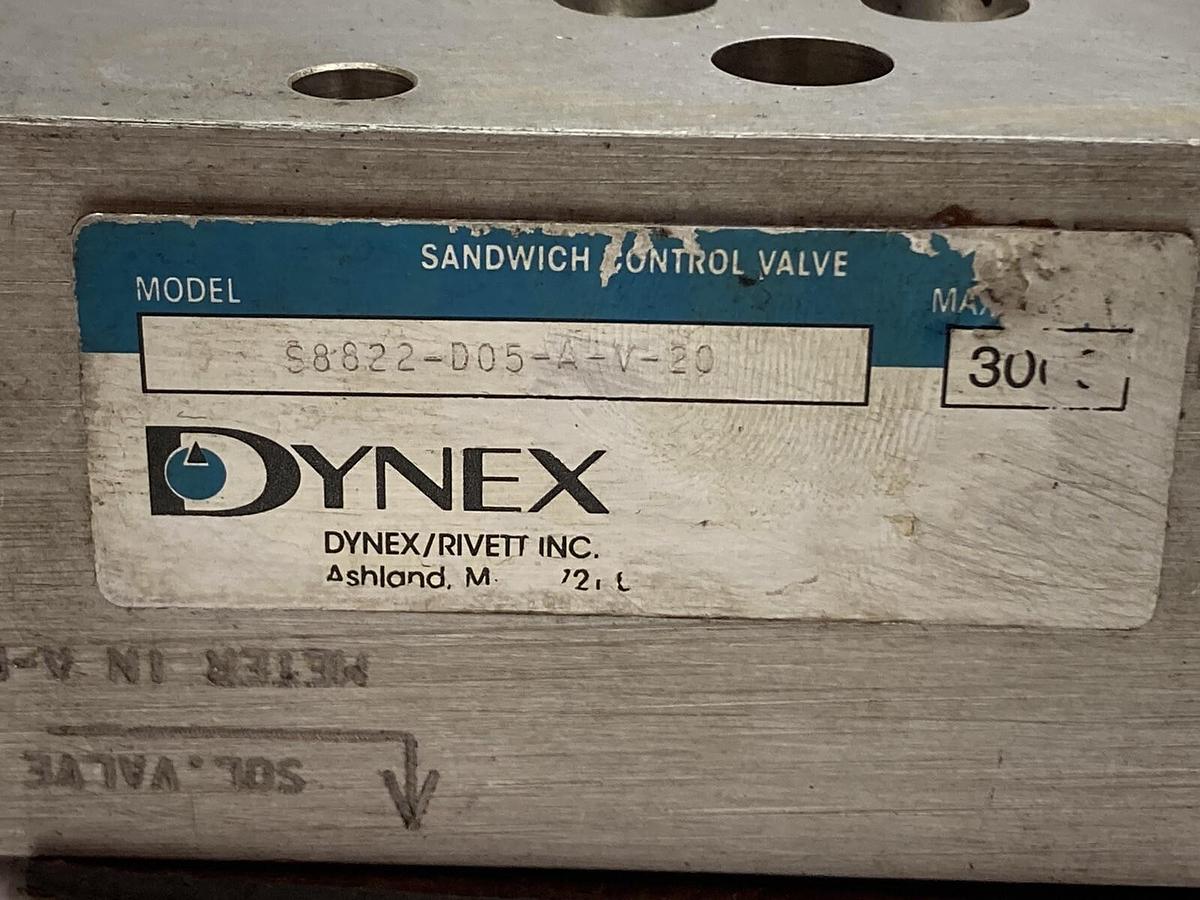 SANDWICH CONTROL VALVE
MODEL
S8822-D05-A-V-20
DYNEX
DYNEX/RIVETT INC.
Ashland,
METER IN A-
SOL. VALVE